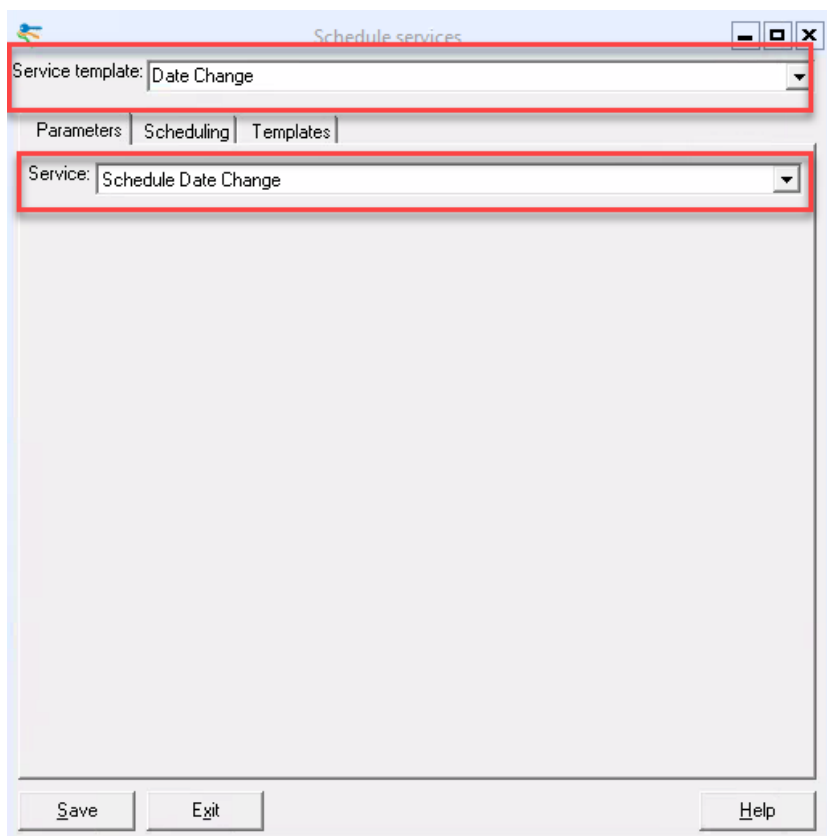 Schedule services
Service template: Date Change
Parameters Scheduling Templates
Service: Schedule Date Change
Save Exit Help